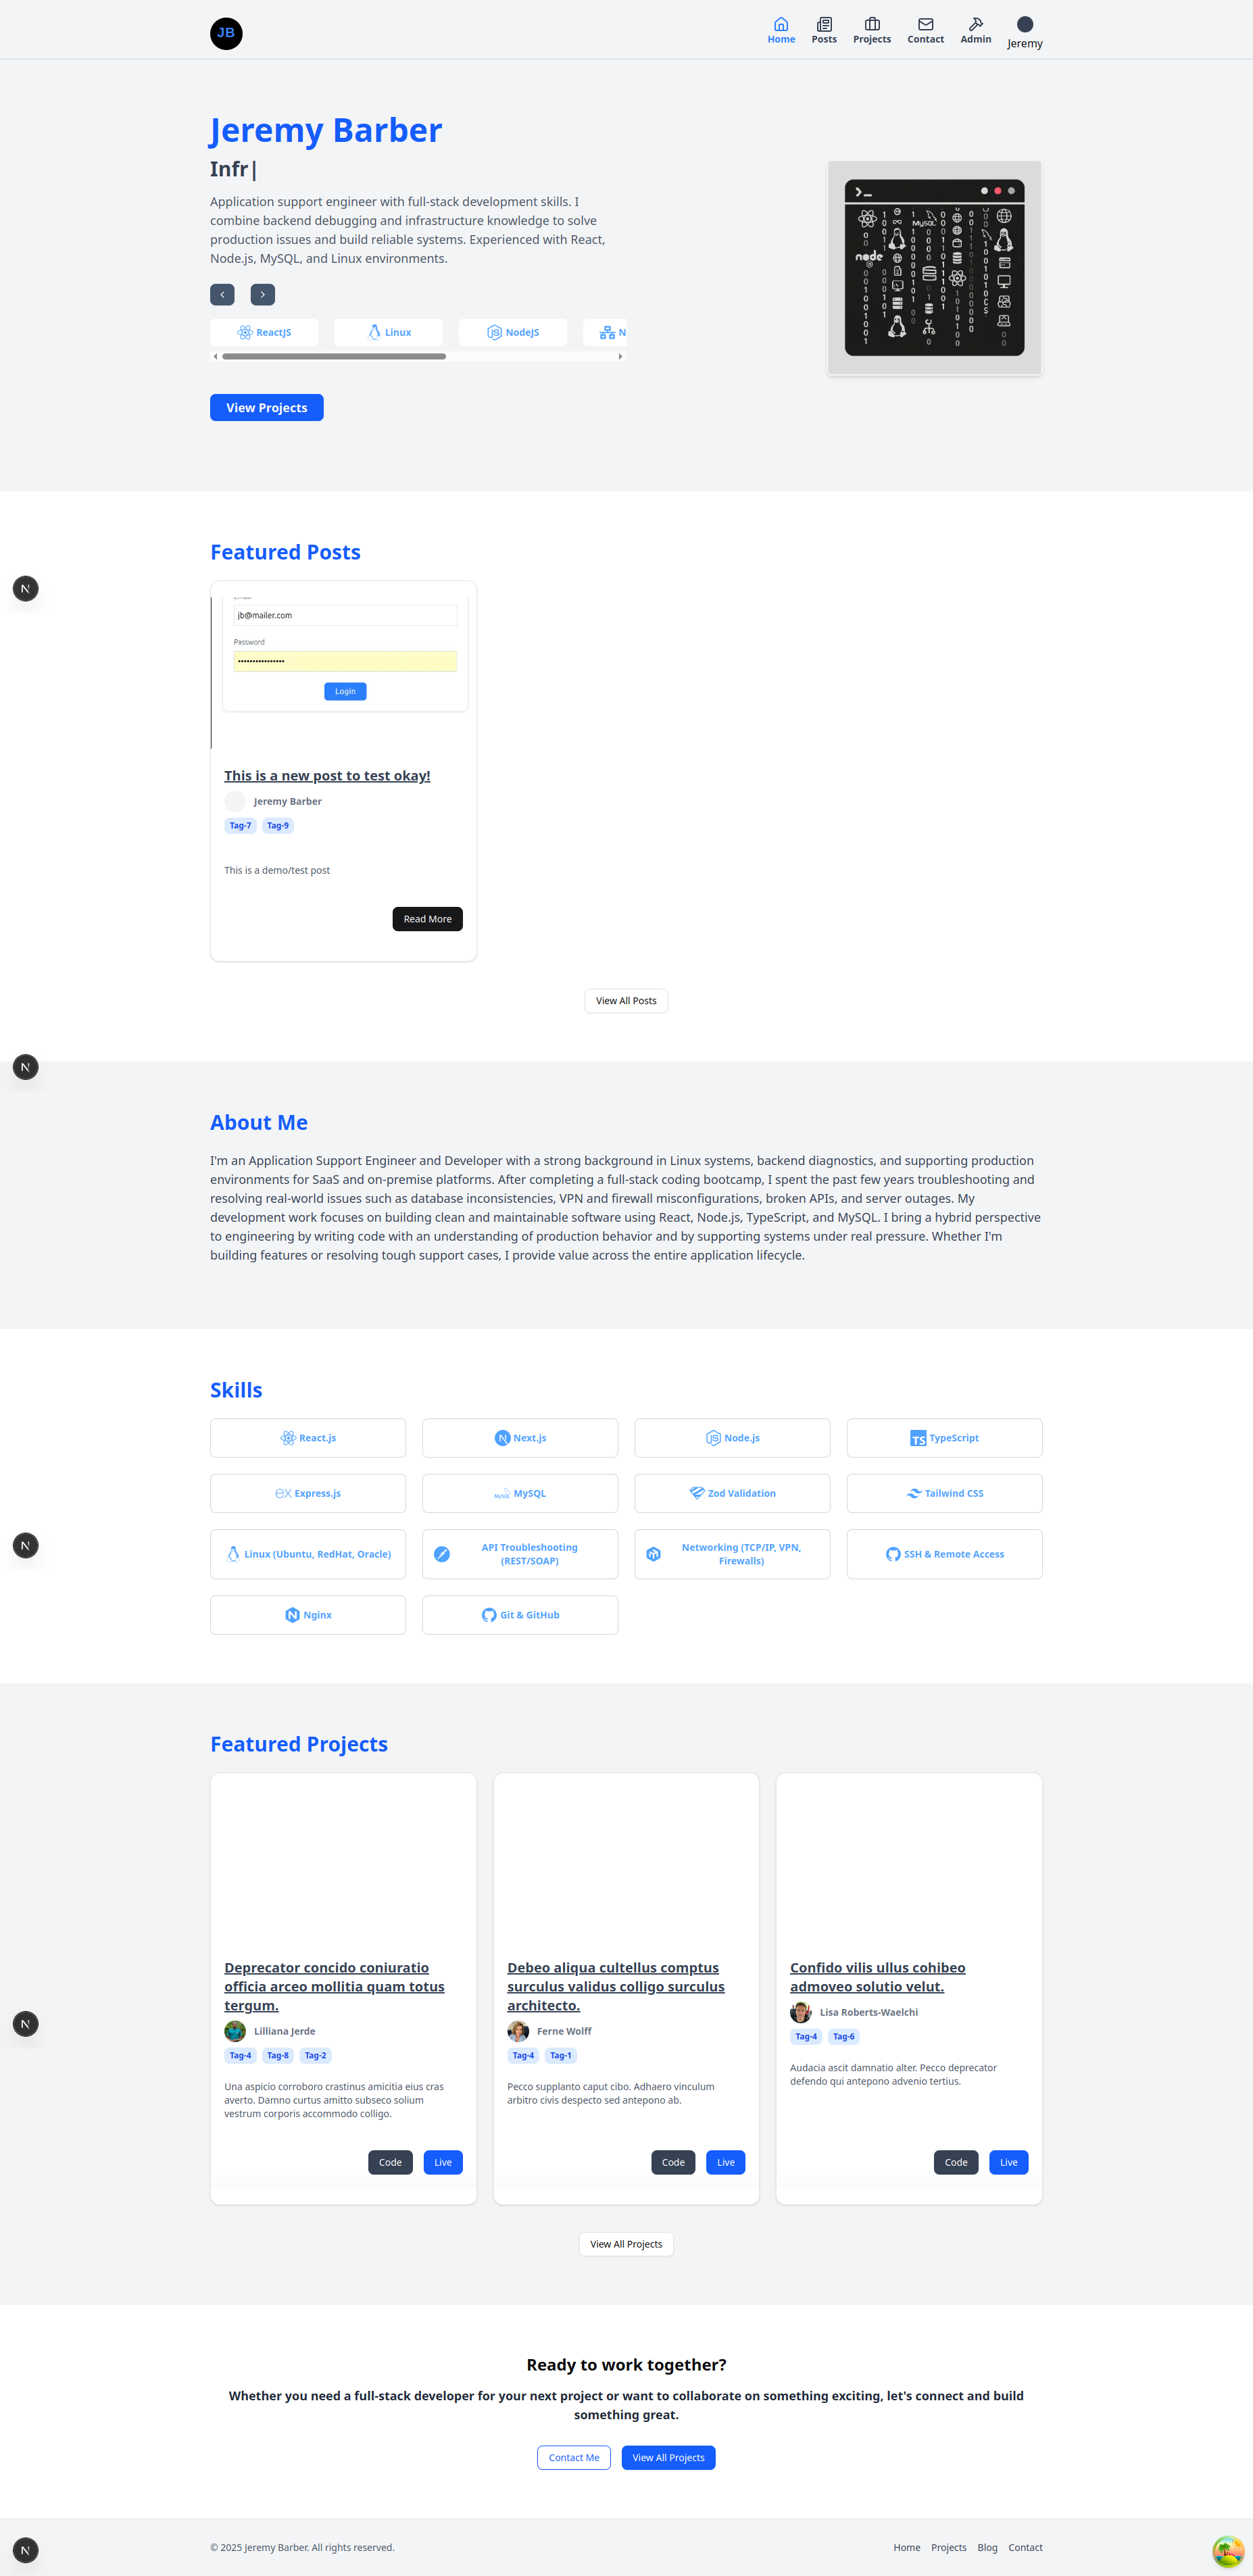 JB
Home Posts Projects Contact Admin Jeremy
Jeremy Barber
Infr|
Application support engineer with full-stack development skills. I
combine backend debugging and infrastructure knowledge to solve
production issues and build reliable systems. Experienced with React,
Node.js, MySQL, and Linux environments.
ReactJS Linux NodeJS N
View Projects
node
MySQL
Featured Posts
jb@mailer.com
Password
Login
This is a new post to test okay!
Jeremy Barber
Tag-7 Tag-9
This is a demo/test post
Read More
View All Posts
About Me
I'm an Application Support Engineer and Developer with a strong background in Linux systems, backend diagnostics, and supporting production
environments for SaaS and on-premise platforms. After completing a full-stack coding bootcamp, I spent the past few years troubleshooting and
resolving real-world issues such as database inconsistencies, VPN and firewall misconfigurations, broken APIs, and server outages. My
development work focuses on building clean and maintainable software using React, Node.js, TypeScript, and MySQL. I bring a hybrid perspective
to engineering by writing code with an understanding of production behavior and by supporting systems under real pressure. Whether I'm
building features or resolving tough support cases, I provide value across the entire application lifecycle.
Skills
React.js Next.js Node.js TypeScript
Express.js MySQL Zod Validation Tailwind CSS
Linux (Ubuntu, RedHat, Oracle) API Troubleshooting (REST/SOAP) Networking (TCP/IP, VPN, Firewalls) SSH & Remote Access
Nginx Git & GitHub
Featured Projects
Deprecator concido coniuratio
officia arceo mollitia quam totus
tergum.
Lilliana Jerde
Tag-4 Tag-8 Tag-2
Una aspicio corroboro crastinus amicitia eius cras
averto. Damno curtus amitto subseco solium
vestrum corporis accommodo colligo.
Code Live
Debeo aliqua cultellus comptus
surculus validus colligo surculus
architecto.
Ferne Wolff
Tag-4 Tag-1
Pecco supplanto caput cibo. Adhaero vinculum
arbitro civis despecto sed antepono ab.
Code Live
Confido vilis ullus cohibeo
admoveo solutio velut.
Lisa Roberts-Waelchi
Tag-4 Tag-6
Audacia ascit damnatio alter. Pecco deprecator
defendo qui antepono advenio tertius.
Code Live
View All Projects
Ready to work together?
Whether you need a full-stack developer for your next project or want to collaborate on something exciting, let's connect and build
something great.
Contact Me View All Projects
© 2025 Jeremy Barber. All rights reserved.
Home Projects Blog Contact